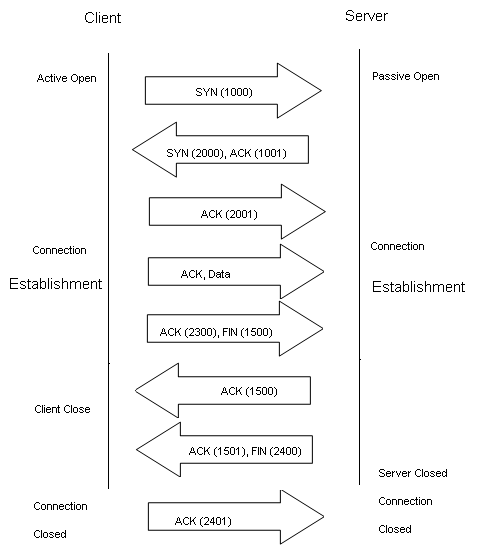 Client
Server
Active Open
Passive Open
SYN (1000)
SYN (2000), ACK (1001)
ACK (2001)
Connection
Connection
ACK, Data
Establishment
Establishment
ACK (2300), FIN (1500)
ACK (1500)
Client Close
ACK (1501), FIN (2400)
Server Closed
Connection
Connection
ACK (2401)
Closed
Closed